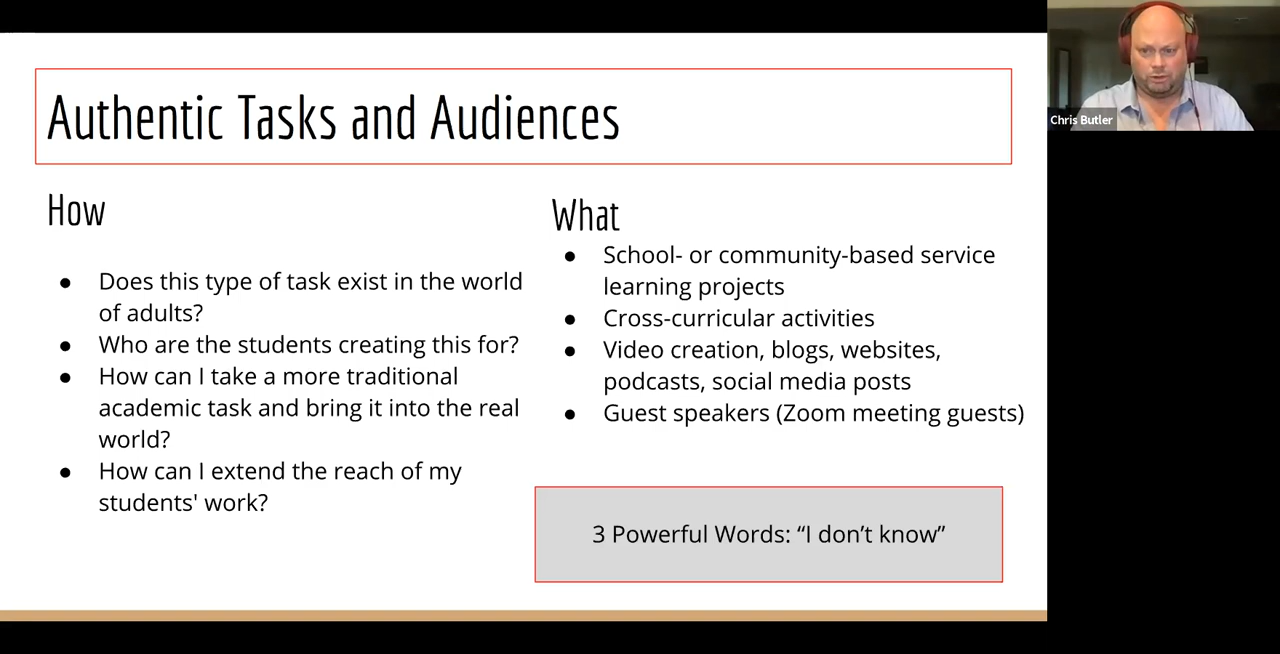 Authentic Tasks and Audiences
How
● Does this type of task exist in the world
of adults?
● Who are the students creating this for?
● How can I take a more traditional
academic task and bring it into the real
world?
● How can I extend the reach of my
students' work?
What
● School- or community-based service
learning projects
● Cross-curricular activities
● Video creation, blogs, websites,
podcasts, social media posts
● Guest speakers (Zoom meeting guests)
3 Powerful Words: “I don’t know”
Chris Butler